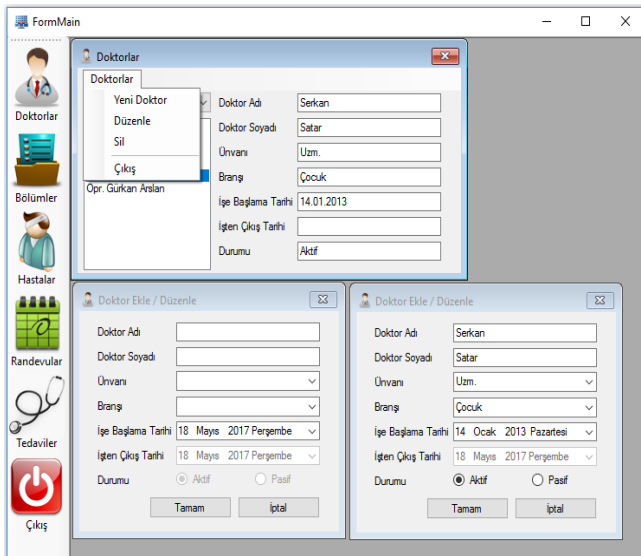 FormMain
Doktorlar
Bölümler
Hastalar
Randevular
Tedaviler
Çıkış
Doktorlar
Doktorlar
Yeni Doktor
Düzenle
Sil
Çıkış
Opr. Gürkan Arslan
Doktor Adı Serkan
Doktor Soyadı Satar
Ünvanı Uzm.
Branşı Çocuk
İşe Başlama Tarihi 14.01.2013
İşten Çıkış Tarihi
Durumu Aktif
Doktor Ekle / Düzenle
Doktor Adı
Doktor Soyadı
Ünvanı
Branşı
İşe Başlama Tarihi 18 Mayıs 2017 Perşembe
İşten Çıkış Tarihi 18 Mayıs 2017 Perşembe
Durumu Aktif Pasif
Tamam İptal
Doktor Ekle / Düzenle
Doktor Adı Serkan
Doktor Soyadı Satar
Ünvanı Uzm.
Branşı Çocuk
İşe Başlama Tarihi 14 Ocak 2013 Pazartesi
İşten Çıkış Tarihi 18 Mayıs 2017 Perşembe
Durumu Aktif Pasif
Tamam İptal